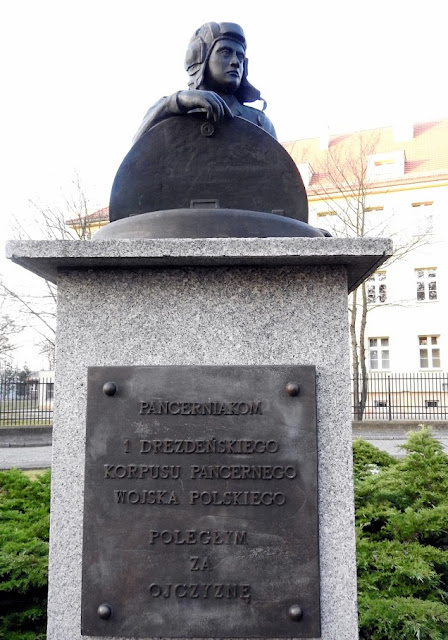 PANCERNIAKOM
1 DREZDEŃSKIEGO
KORPUSU PANCERNEGO
WOJSKA POLSKIEGO
POLEGŁYM
ZA
OJCZYZNĘ